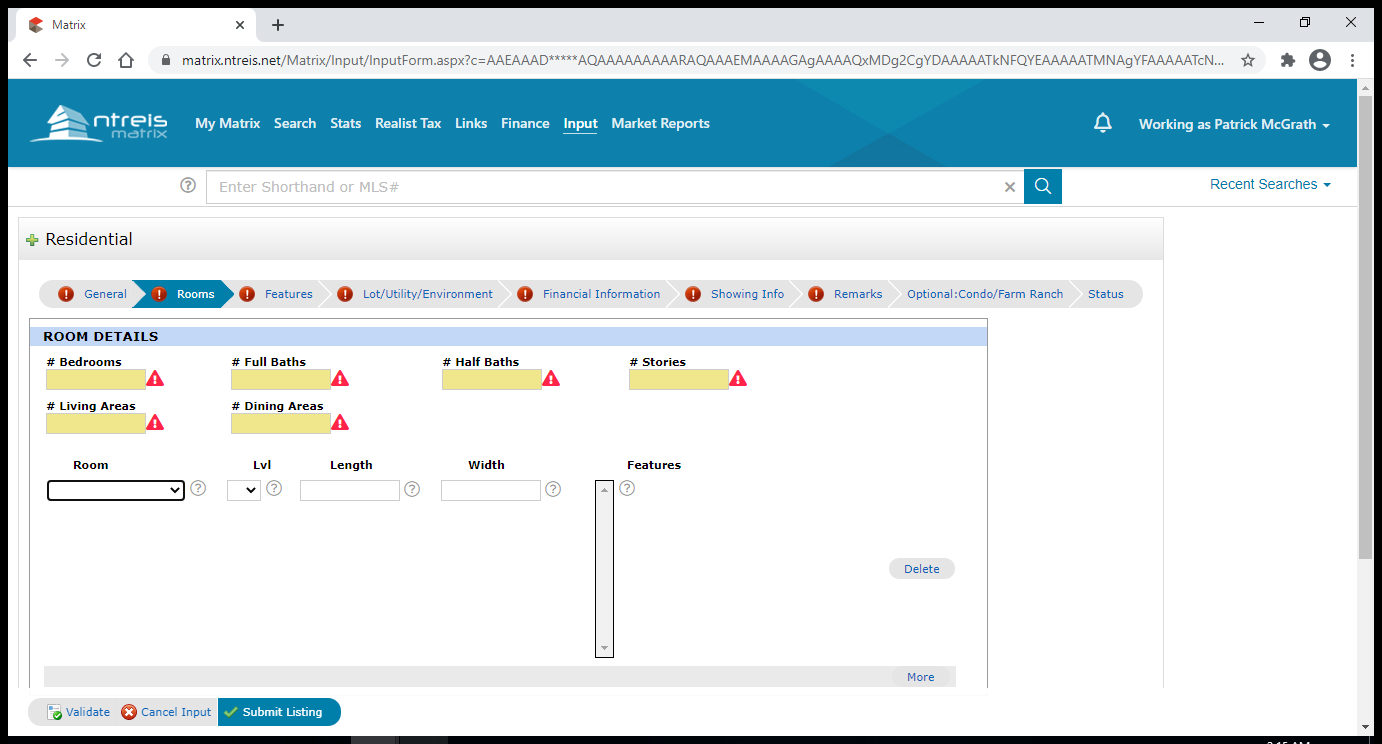 Matrix
matrix.ntreis.net/Matrix/Input/InputForm.aspx?c=AAEAAAD*****AQAAAAAAAAARAQAAAEMAAAAGAgAAAAQxMDg2CgYDAAAAATkNFQYEAAAAATMNAgYFAAAAATcN...
ntreis matrix
My Matrix Search Stats Realist Tax Links Finance Input Market Reports
Working as Patrick McGrath
? Enter Shorthand or MLS#
Recent Searches
Residential
! General ! Rooms ! Features ! Lot/Utility/Environment ! Financial Information ! Showing Info ! Remarks Optional:Condo/Farm Ranch Status
ROOM DETAILS
# Bedrooms # Full Baths # Half Baths # Stories
# Living Areas # Dining Areas
Room Lvl Length Width Features
? ? ? ? ?
Delete
More
Validate Cancel Input Submit Listing